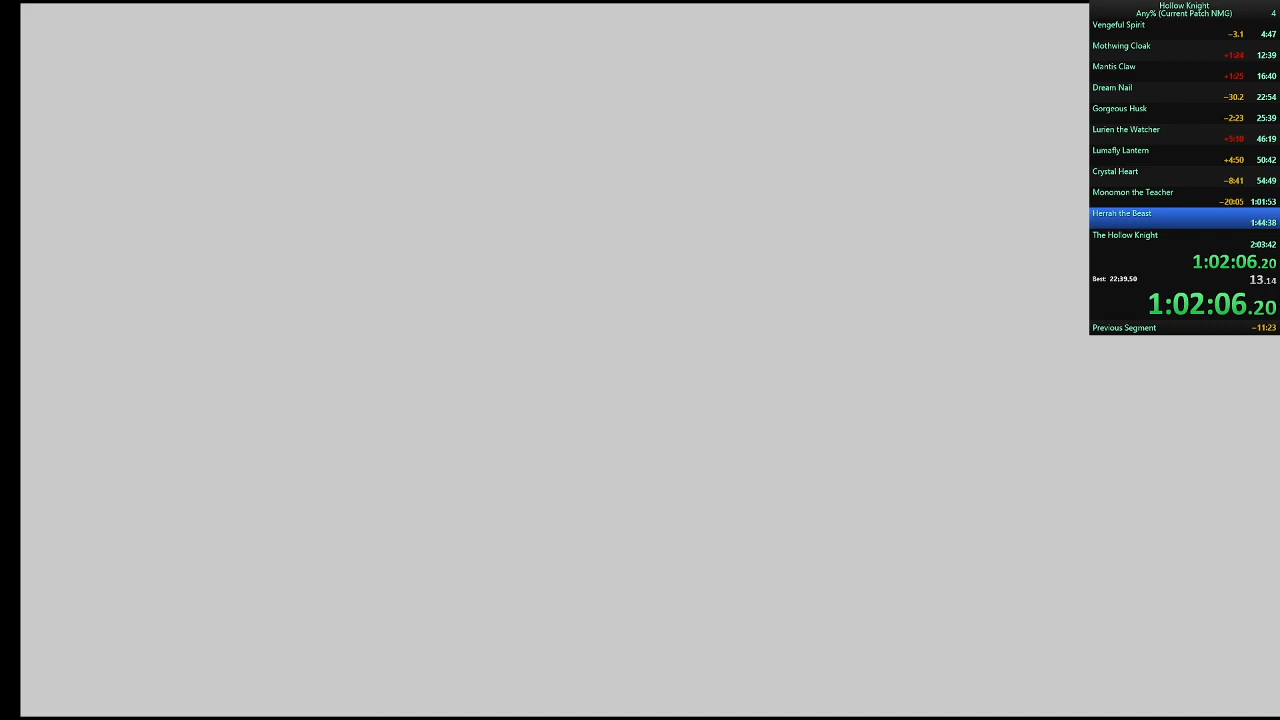 Hollow Knight
Any% (Current Patch NMG) 4
Vengeful Spirit
−3.1 4:47
Mothwing Cloak
+1:24 12:39
Mantis Claw
+1:25 16:40
Dream Nail
−30.2 22:54
Gorgeous Husk
−2:23 25:39
Lurien the Watcher
+5:10 46:19
Lumafly Lantern
+4:50 50:42
Crystal Heart
−8:41 54:49
Monomon the Teacher
−20:05 1:01:53
Herrah the Beast
1:44:38
The Hollow Knight
2:03:42
1:02:06.20
Best: 22:39.50 13.14
1:02:06.20
Previous Segment −11:23